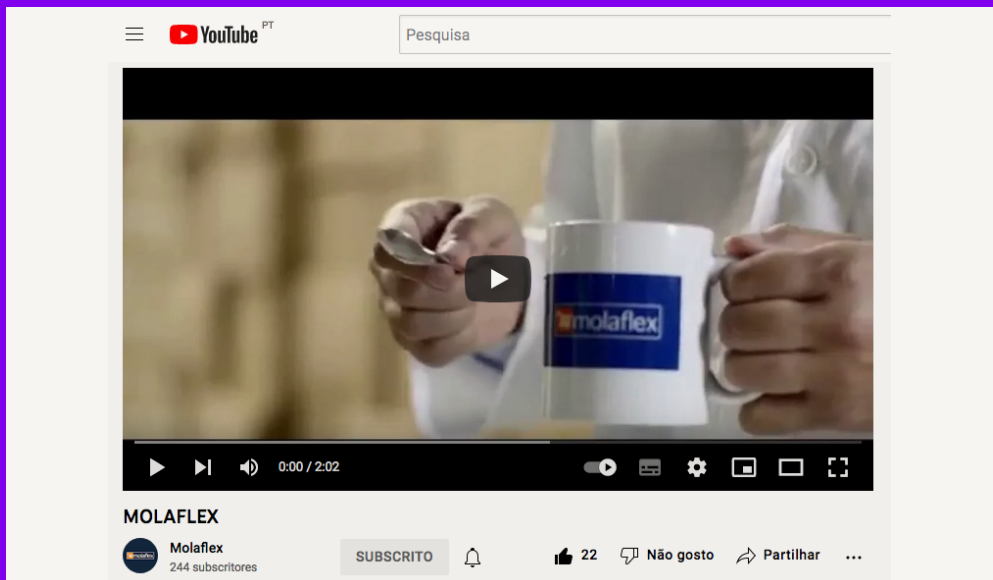 YouTube PT
Pesquisa
molaflex
0:00 / 2:02
MOLAFLEX
Molaflex
244 subscritores
SUBSCRITO
22
Não gosto
Partilhar